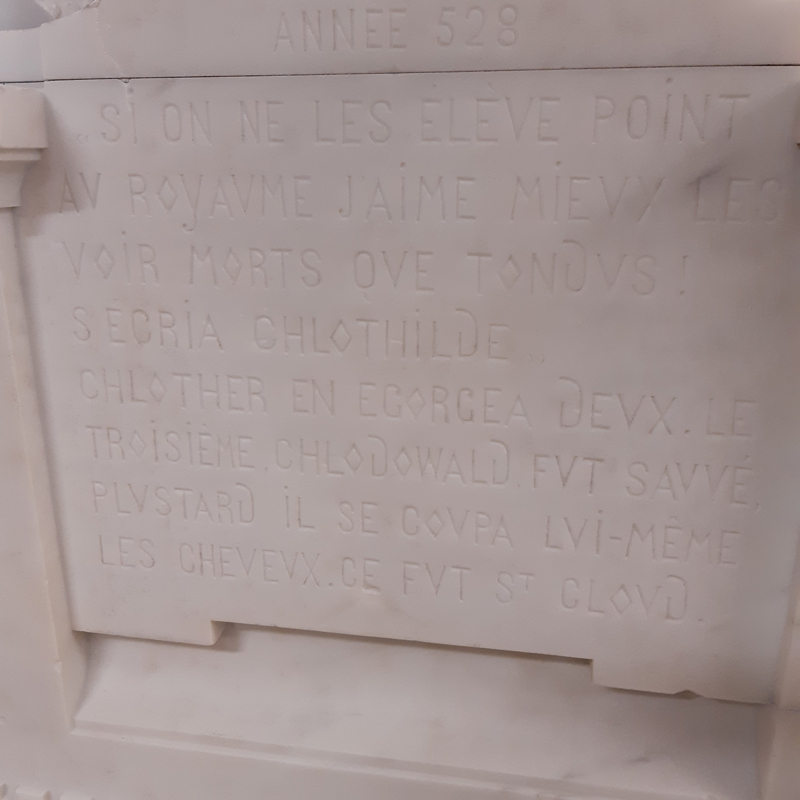 ANNEE 528
"SI ON NE LES ÉLÈVE POINT
AV ROYAVME J'AIME MIEVX LES
VOIR MORTS QVE TONDVS!
S'ÉCRIA CHLOTHILDE"
CHLOTHER EN EGORGEA DEVX. LE
TROISIÈME, CHLODOWALD, FVT SAVVÉ,
PLVSTARD IL SE COVPA LVI-MÊME
LES CHEVEVX. CE FVT ST CLOVD.